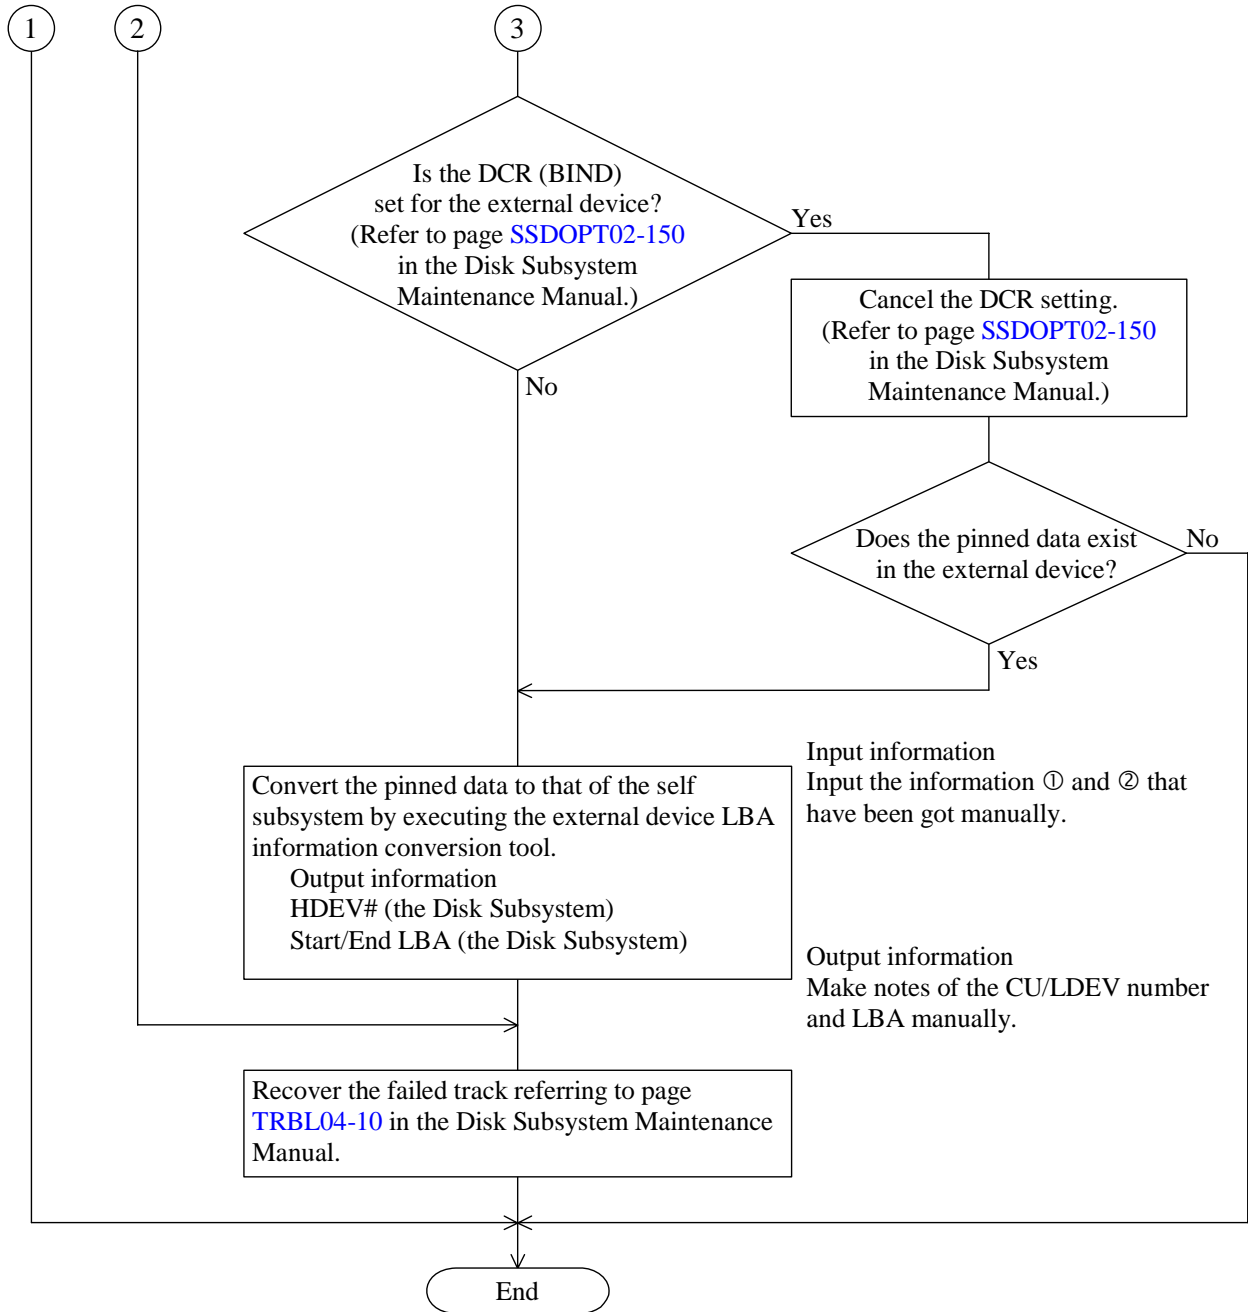 1
2
3
Is the DCR (BIND)
set for the external device?
(Refer to page SSDOPT02-150
in the Disk Subsystem
Maintenance Manual.)
Yes
No
Cancel the DCR setting.
(Refer to page SSDOPT02-150
in the Disk Subsystem
Maintenance Manual.)
Does the pinned data exist
in the external device?
No
Yes
Convert the pinned data to that of the self
subsystem by executing the external device LBA
information conversion tool.
Output information
HDEV# (the Disk Subsystem)
Start/End LBA (the Disk Subsystem)
Input information
Input the information ① and ② that
have been got manually.
Output information
Make notes of the CU/LDEV number
and LBA manually.
Recover the failed track referring to page
TRBL04-10 in the Disk Subsystem Maintenance
Manual.
End